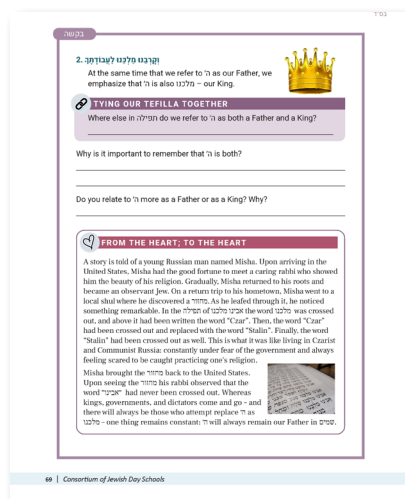 בס״ד
בקשה
2. וְקָרְבֵנוּ מַלְכֵּנוּ לַעֲבוֹדָתֶךָ
At the same time that we refer to ה׳ as our Father, we
emphasize that ה׳ is also מלכנו – our King.
TYING OUR TEFILLA TOGETHER
Where else in תפילה do we refer to ה׳ as both a Father and a King?
Why is it important to remember that ה׳ is both?
Do you relate to ה׳ more as a Father or as a King? Why?
FROM THE HEART; TO THE HEART
A story is told of a young Russian man named Misha. Upon arriving in the
United States, Misha had the good fortune to meet a caring rabbi who showed
him the beauty of his religion. Gradually, Misha returned to his roots and
became an observant Jew. On a return trip to his hometown, Misha went to a
local shul where he discovered a מחזור. As he leafed through it, he noticed
something remarkable. In the תפילה of אבינו מלכנו the word מלכנו was crossed
out, and above it had been written the word "Czar". Then, the word "Czar"
had been crossed out and replaced with the word "Stalin". Finally, the word
"Stalin" had been crossed out as well. This is what it was like living in Czarist
and Communist Russia: constantly under fear of the government and always
feeling scared to be caught practicing one's religion.
Misha brought the מחזור back to the United States.
Upon seeing the מחזור his rabbi observed that the
word "אבינו" had never been crossed out. Whereas
kings, governments, and dictators come and go – and
there will always be those who attempt replace ה׳ as
מלכנו – one thing remains constant: ה׳ will always remain our Father in שמים.
69 | Consortium of Jewish Day Schools